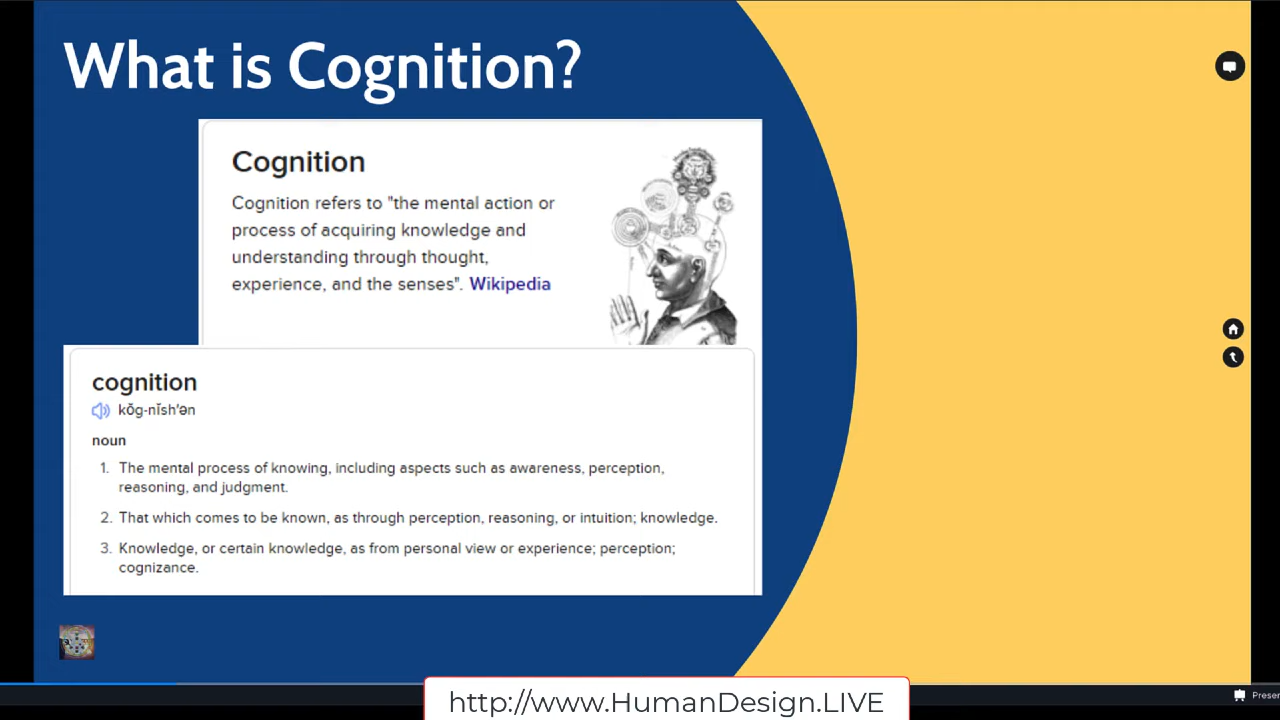 What is Cognition?
Cognition
Cognition refers to "the mental action or
process of acquiring knowledge and
understanding through thought,
experience, and the senses". Wikipedia
cognition
kŏg-nĭsh′ən
noun
1. The mental process of knowing, including aspects such as awareness, perception,
reasoning, and judgment.
2. That which comes to be known, as through perception, reasoning, or intuition; knowledge.
3. Knowledge, or certain knowledge, as from personal view or experience; perception;
cognizance.
http://www.HumanDesign.LIVE